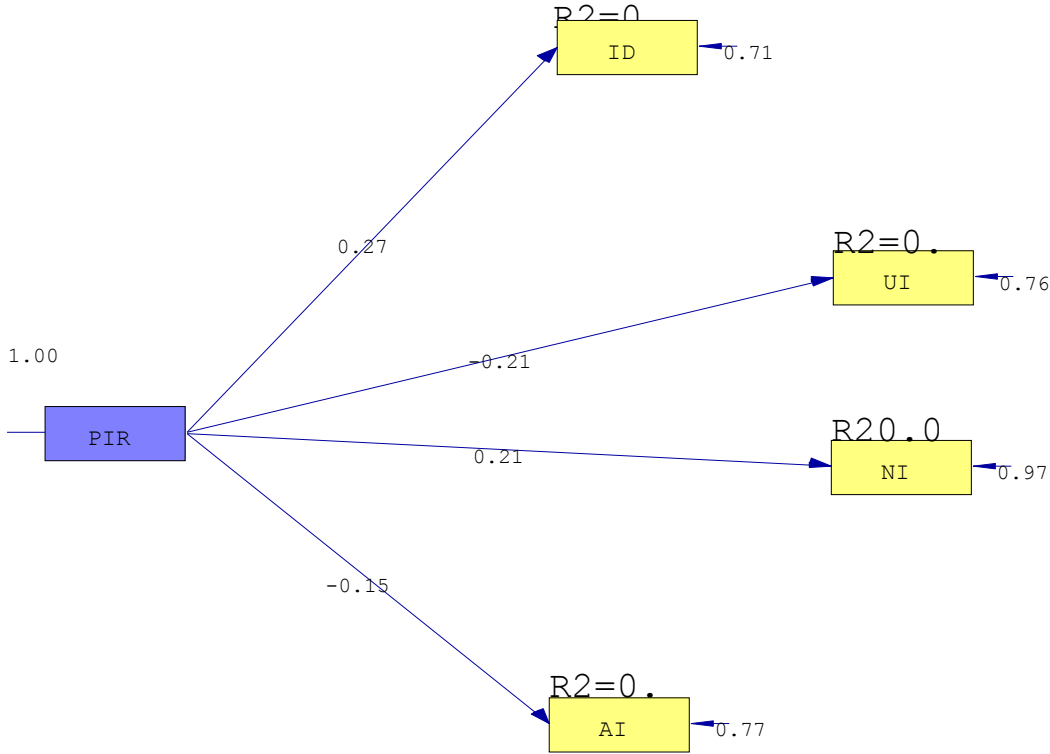 R2=0
ID
0.71
0.27
R2=0.
UI
0.76
-0.21
1.00
PIR
R20.0
NI
0.97
0.21
-0.15
R2=0.
AI
0.77